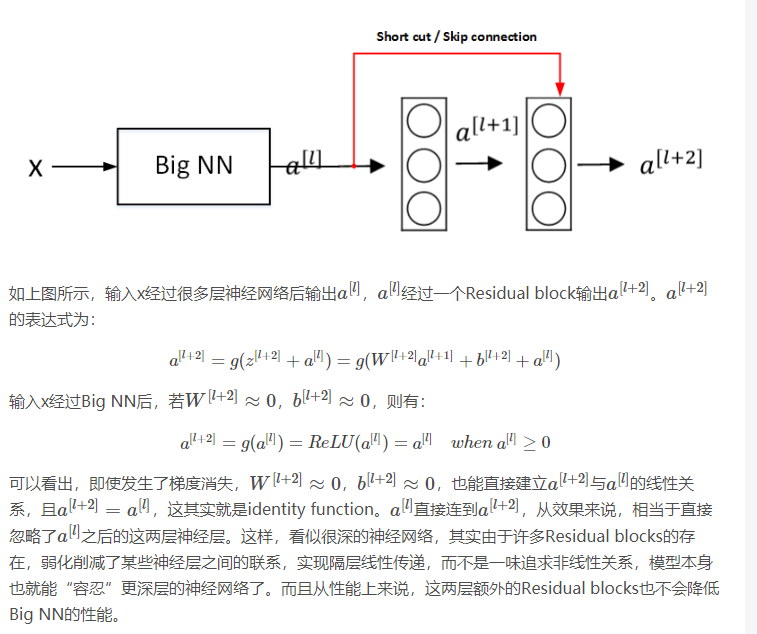 Short cut / Skip connection
X
Big NN
a^{[l]}
a^{[l+1]}
a^{[l+2]}
如上图所示，输入x经过很多层神经网络后输出a^{[l]}，a^{[l]}经过一个Residual block输出a^{[l+2]}。a^{[l+2]}
的表达式为：
a^{[l+2]} = g(z^{[l+2]} + a^{[l]}) = g(W^{[l+2]}a^{[l+1]} + b^{[l+2]} + a^{[l]})
输入x经过Big NN后，若W^{[l+2]} ≈ 0，b^{[l+2]} ≈ 0，则有：
a^{[l+2]} = g(a^{[l]}) = ReLU(a^{[l]}) = a^{[l]} when a^{[l]} ≥ 0
可以看出，即使发生了梯度消失，W^{[l+2]} ≈ 0，b^{[l+2]} ≈ 0，也能直接建立a^{[l+2]}与a^{[l]}的线性关
系，且a^{[l+2]} = a^{[l]}，这其实就是identity function。a^{[l]}直接连到a^{[l+2]}，从效果来说，相当于直接
忽略了a^{[l]}之后的这两层神经层。这样，看似很深的神经网络，其实由于许多Residual blocks的存
在，弱化削减了某些神经层之间的联系，实现隔层线性传递，而不是一味追求非线性关系，模型本身
也就能“容忍”更深层的神经网络了。而且从性能上来说，这两层额外的Residual blocks也不会降低
Big NN的性能。